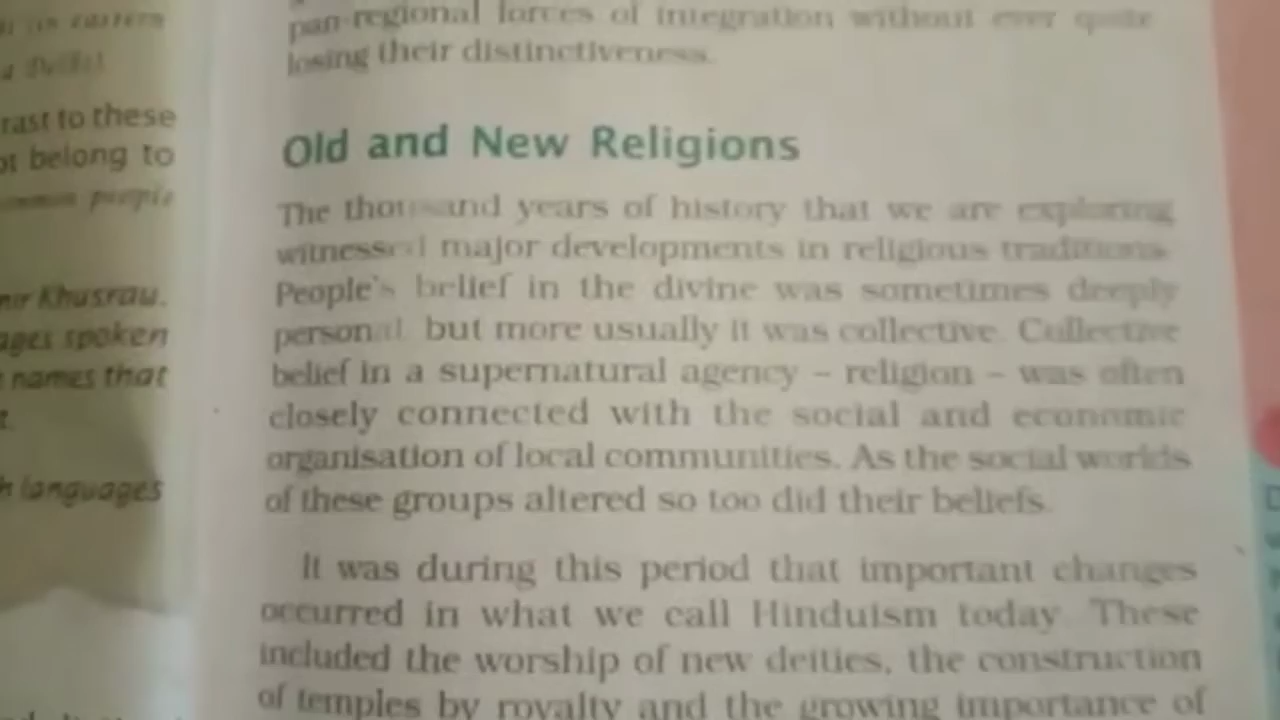 rast to these
ot belong to
people
Khusrau.
ages spoken
names that
t.
languages
pan-regional forces of integration without ever quite
losing their distinctiveness.
Old and New Religions
The thousand years of history that we are exploring
witnessed major developments in religious traditions.
People's belief in the divine was sometimes deeply
personal, but more usually it was collective. Collective
belief in a supernatural agency – religion – was often
closely connected with the social and economic
organisation of local communities. As the social worlds
of these groups altered so too did their beliefs.
It was during this period that important changes
occurred in what we call Hinduism today. These
included the worship of new deities, the construction
of temples by royalty and the growing importance of